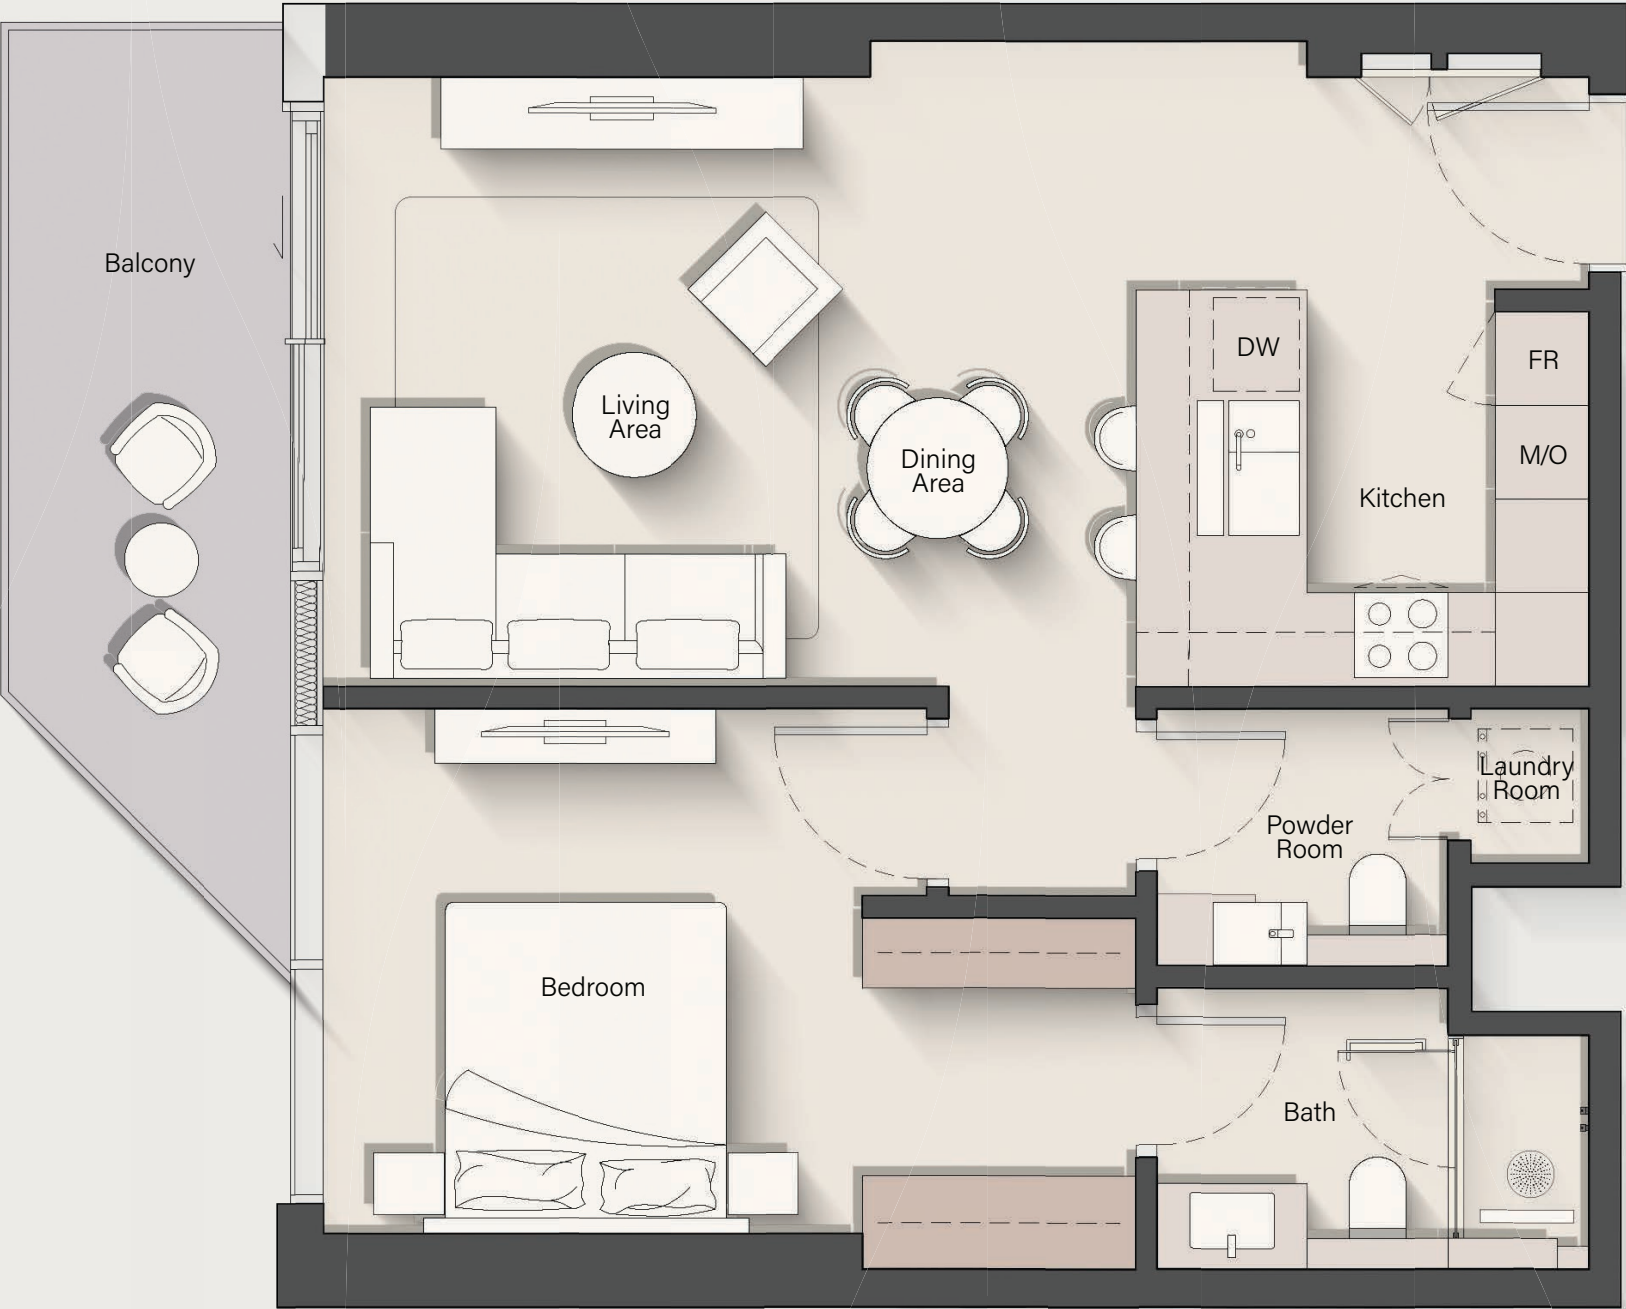 Balcony
Living
Area
Dining
Area
DW
FR
M/O
Kitchen
Laundry
Room
Powder
Room
Bedroom
Bath